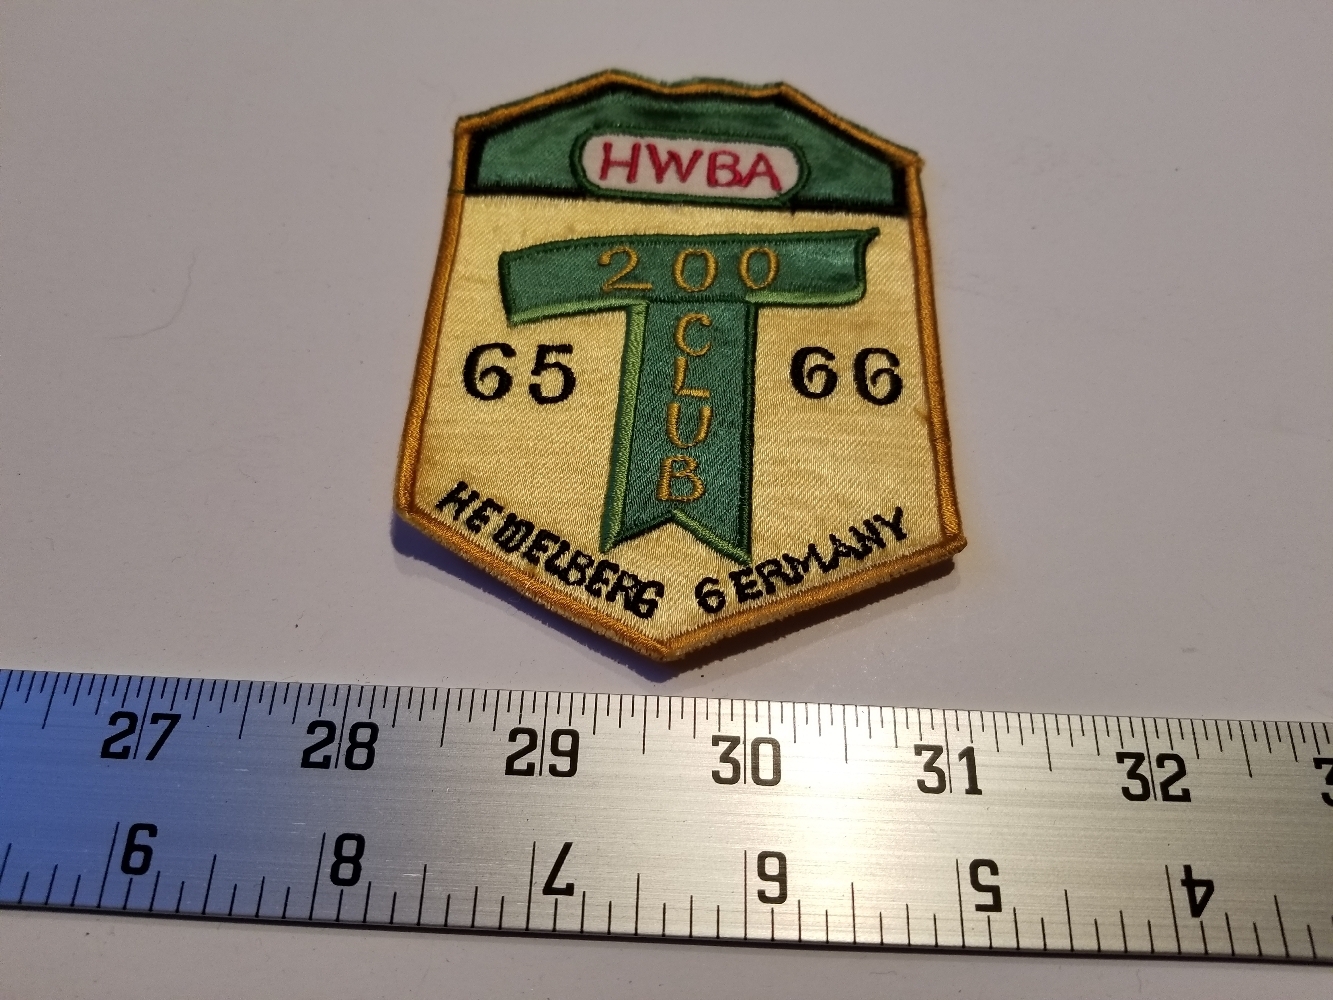 HWBA
200
CLUB
65 66
HEIDELBERG GERMANY
27 28 29 30 31 32 3
9 8 7 6 5 4